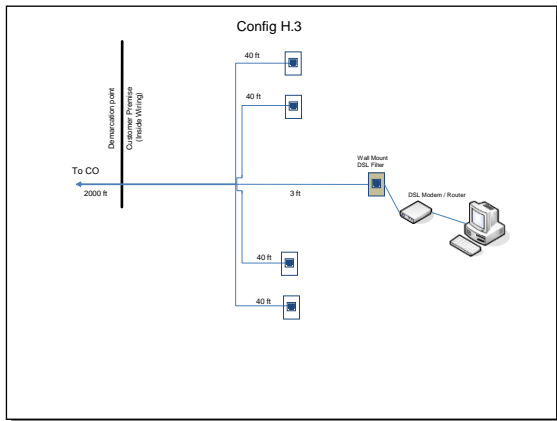 Config H.3
40 ft
40 ft
Demarcation point
Customer Premise
(Inside Wiring)
To CO
2000 ft
3 ft
Wall Mount
DSL Filter
DSL Modem / Router
40 ft
40 ft